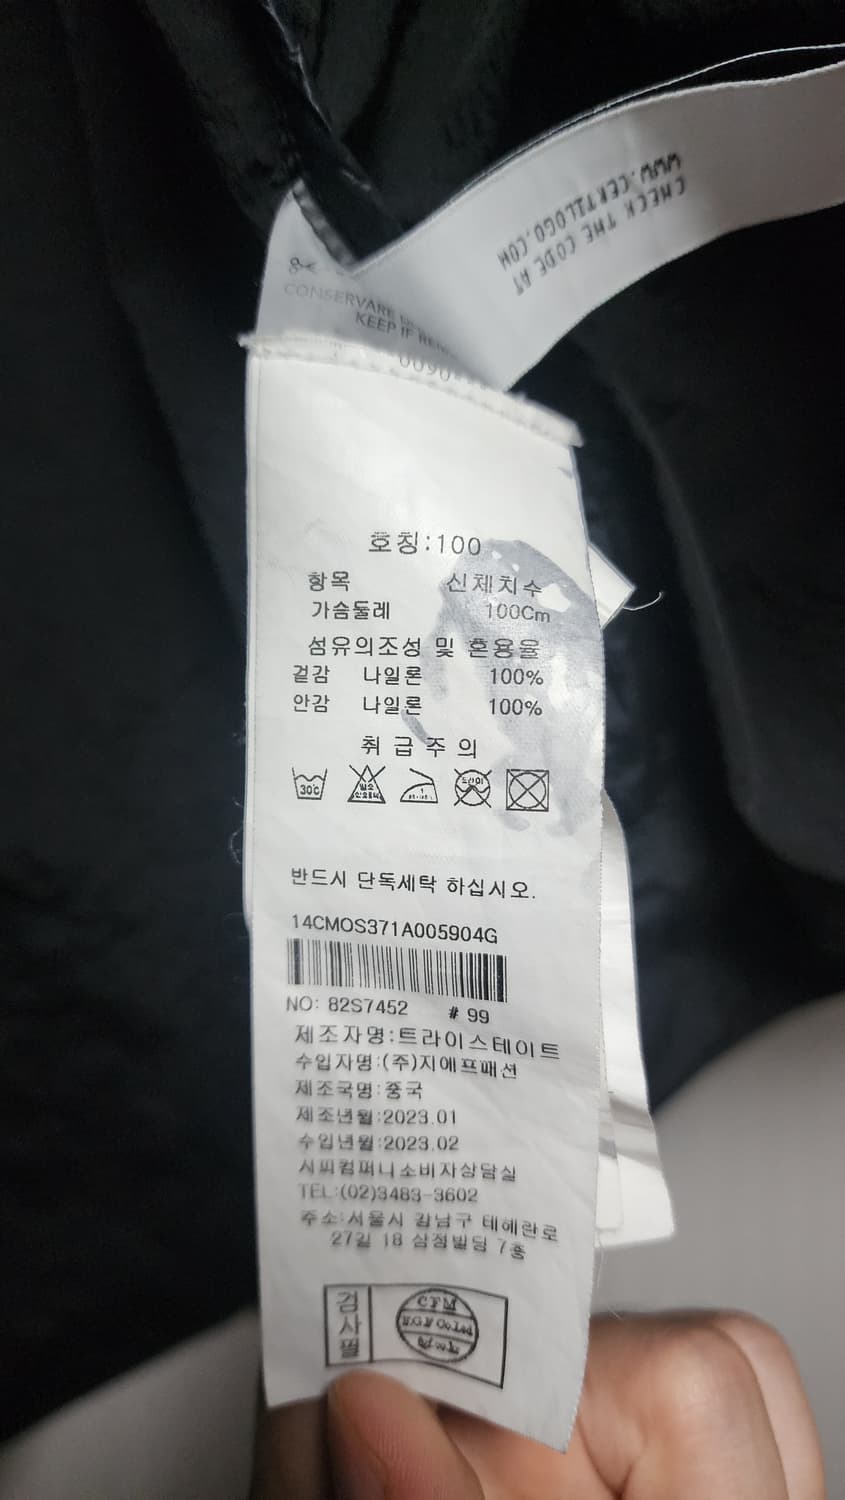 WWW.CERTILOGO.COM
CHECK THE CODE AT
CONSERVARE
KEEP IF
호칭:100
항목 신체치수
가슴둘레 100Cm
섬유의조성 및 혼용율
겉감 나일론 100%
안감 나일론 100%
취급주의
30℃
드라이
반드시 단독세탁 하십시오.
14CMOS371A005904G
NO: 82S7452 # 99
제조자명:트라이스테이트
수입자명:(주)지에프패션
제조국명:중국
제조년월:2023.01
수입년월:2023.02
시피컴퍼니소비자상담실
TEL:(02)3483-3602
주소:서울시 강남구 테헤란로
27길 18 삼정빌딩 7층
검사필
CFM